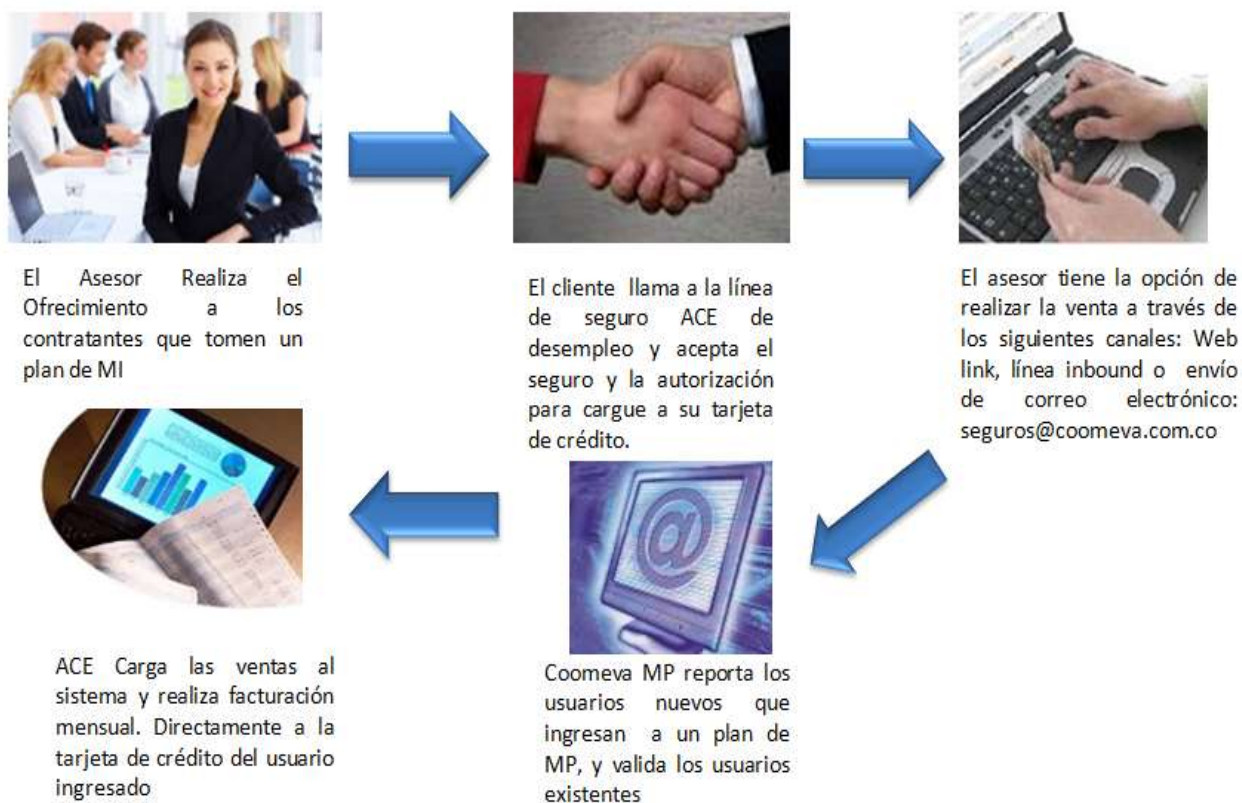 El Asesor Realiza el
Ofrecimiento a los
contratantes que tomen un
plan de MI
El cliente llama a la línea
de seguro ACE de
desempleo y acepta el
seguro y la autorización
para cargue a su tarjeta
de crédito.
El asesor tiene la opción de
realizar la venta a través de
los siguientes canales: Web
link, línea inbound o envío
de correo electrónico:
seguros@coomeva.com.co
Coomeva MP reporta los
usuarios nuevos que
ingresan a un plan de
MP, y valida los usuarios
existentes
ACE Carga las ventas al
sistema y realiza facturación
mensual. Directamente a la
tarjeta de crédito del usuario
ingresado